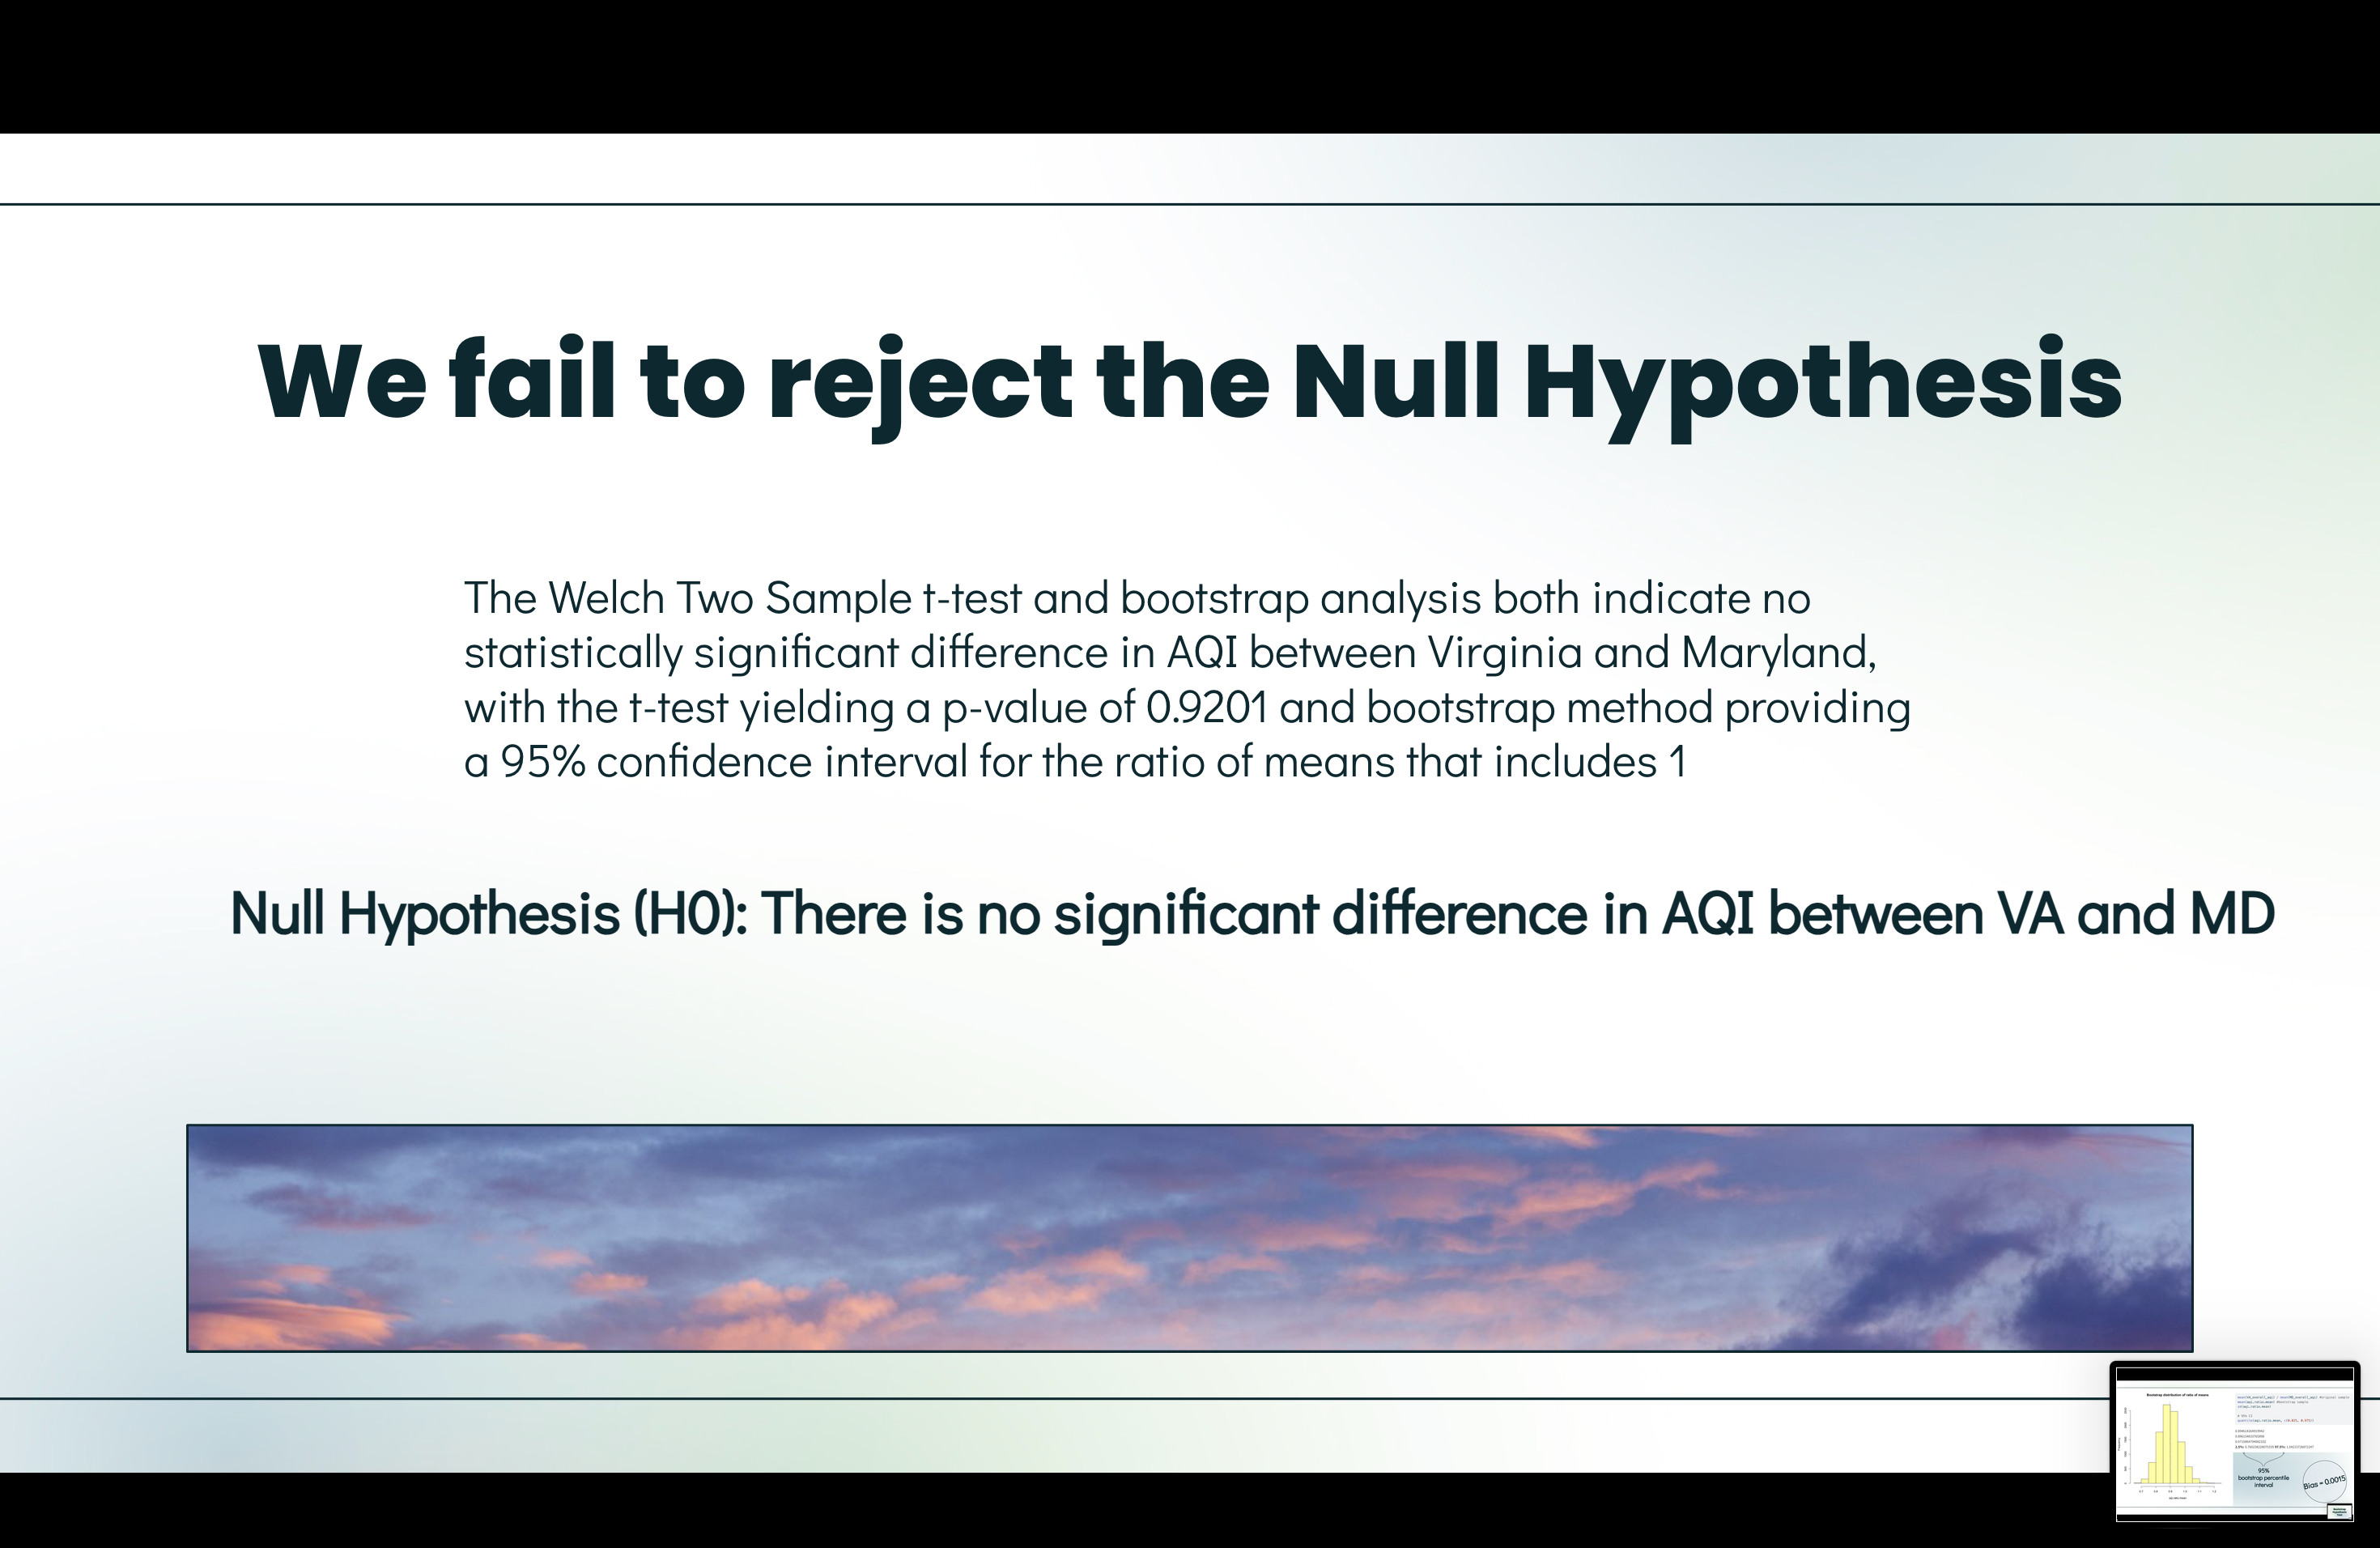 We fail to reject the Null Hypothesis
The Welch Two Sample t-test and bootstrap analysis both indicate no
statistically significant difference in AQI between Virginia and Maryland,
with the t-test yielding a p-value of 0.9201 and bootstrap method providing
a 95% confidence interval for the ratio of means that includes 1
Null Hypothesis (H0): There is no significant difference in AQI between VA and MD
Bootstrap distribution of ratio of means
95%
bootstrap percentile
interval
Bias = 0.0015